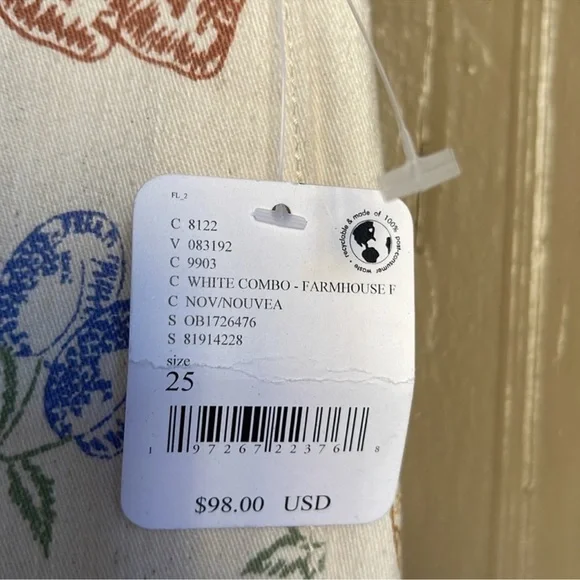 FL_2
recyclable & made of 100% post-consumer waste •
C 8122
V 083192
C 9903
C WHITE COMBO - FARMHOUSE F
C NOV/NOUVEA
S OB1726476
S 81914228
size
25
1 97267 22376 8
$98.00 USD